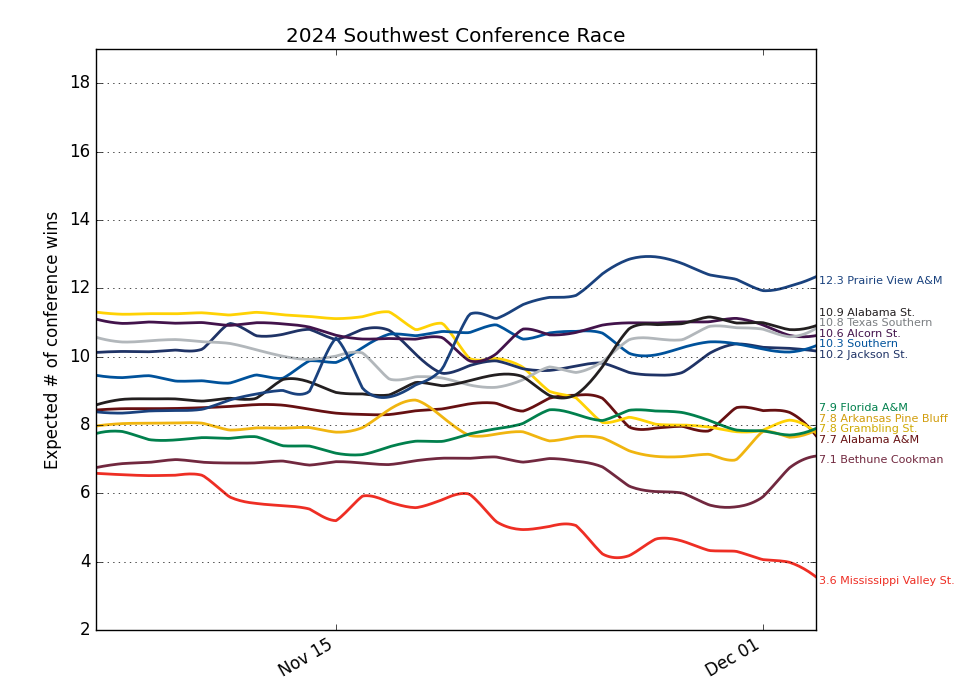 2024 Southwest Conference Race
Expected # of conference wins
18
16
14
12
10
8
6
4
2
Nov 15
Dec 01
12.3 Prairie View A&M
10.9 Alabama St.
10.8 Texas Southern
10.6 Alcorn St.
10.3 Southern
10.2 Jackson St.
7.9 Florida A&M
7.8 Arkansas Pine Bluff
7.8 Grambling St.
7.7 Alabama A&M
7.1 Bethune Cookman
3.6 Mississippi Valley St.